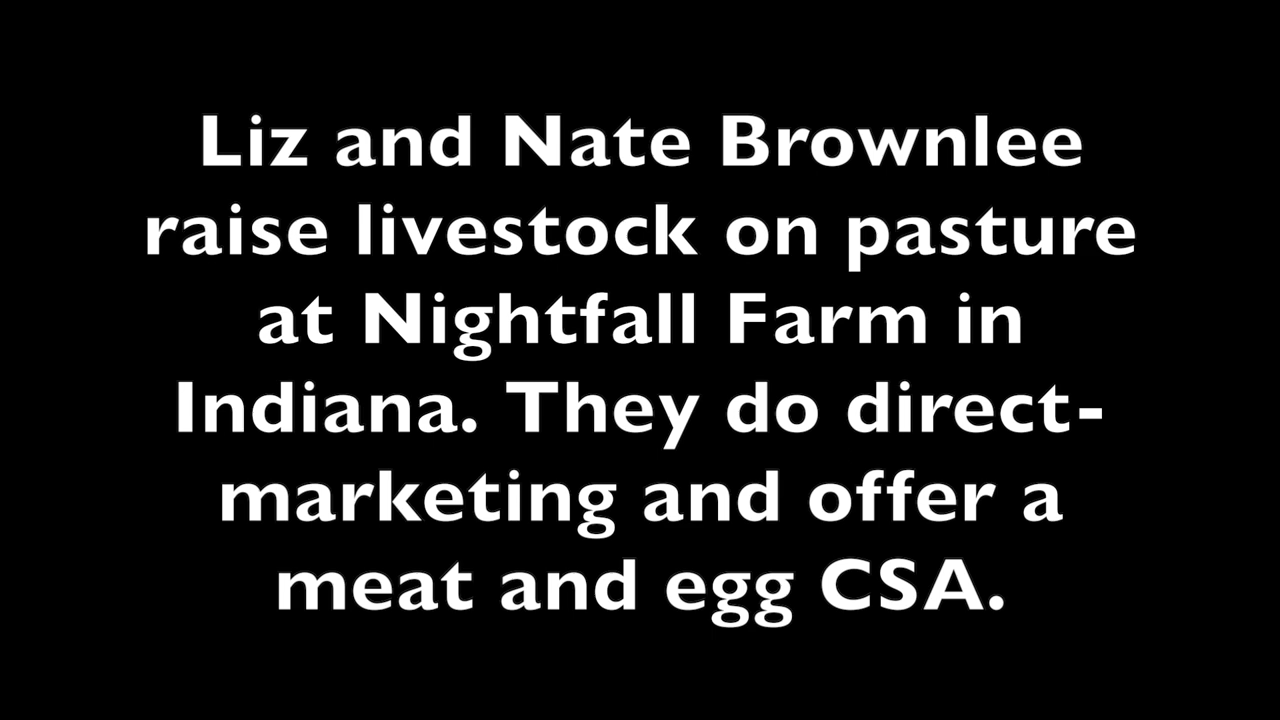 Liz and Nate Brownlee
raise livestock on pasture
at Nightfall Farm in
Indiana. They do direct-
marketing and offer a
meat and egg CSA.